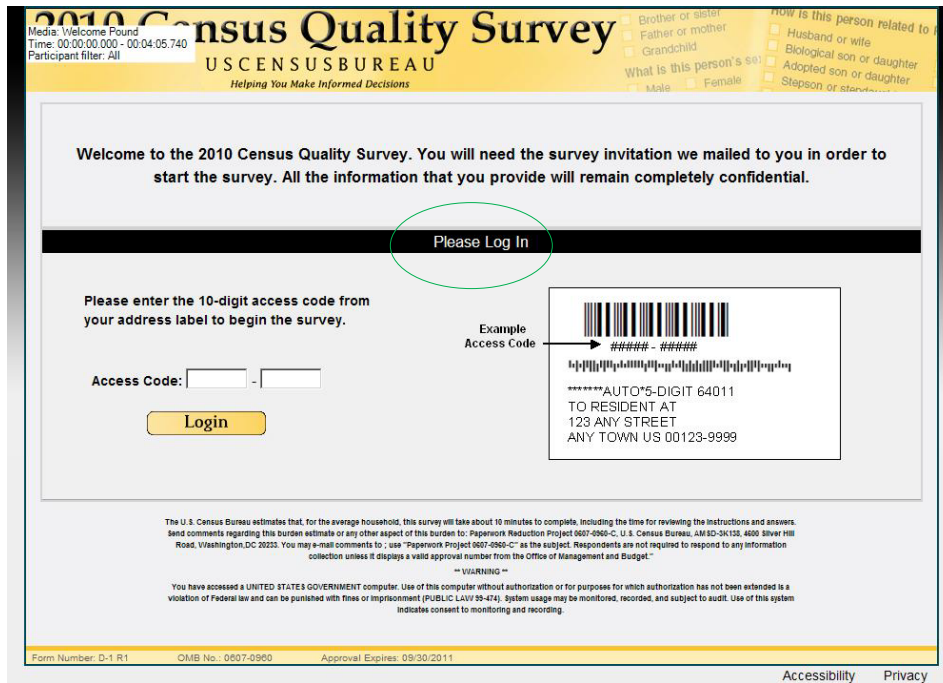 2010 Census Quality Survey
Media: Welcome Pound
Time: 00:00:00.000 - 00:04:05.740
Participant filter: All
USCENSUSBUREAU
Helping You Make Informed Decisions
Brother or sister
Father or mother
Grandchild
What is this person's sex
Male Female
How is this person related to
Husband or wife
Biological son or daughter
Adopted son or daughter
Stepson or stepdaughter
Welcome to the 2010 Census Quality Survey. You will need the survey invitation we mailed to you in order to
start the survey. All the information that you provide will remain completely confidential.
Please Log In
Please enter the 10-digit access code from
your address label to begin the survey.
Access Code: -
Login
Example
Access Code
##### - #####
*******AUTO*5-DIGIT 64011
TO RESIDENT AT
123 ANY STREET
ANY TOWN US 00123-9999
The U.S. Census Bureau estimates that, for the average household, this survey will take about 10 minutes to complete, including the time for reviewing the instructions and answers.
Send comments regarding this burden estimate or any other aspect of this burden to: Paperwork Reduction Project 0607-0960-C, U.S. Census Bureau, AMSD-3K138, 4600 Silver Hill
Road, Washington,DC 20233. You may e-mail comments to ; use "Paperwork Project 0607-0960-C" as the subject. Respondents are not required to respond to any information
collection unless it displays a valid approval number from the Office of Management and Budget."
** WARNING **
You have accessed a UNITED STATES GOVERNMENT computer. Use of this computer without authorization or for purposes for which authorization has not been extended is a
violation of Federal law and can be punished with fines or imprisonment (PUBLIC LAW 99-474). System usage may be monitored, recorded, and subject to audit. Use of this system
indicates consent to monitoring and recording.
Form Number: D-1 R1 OMB No.: 0607-0960 Approval Expires: 09/30/2011
Accessibility Privacy